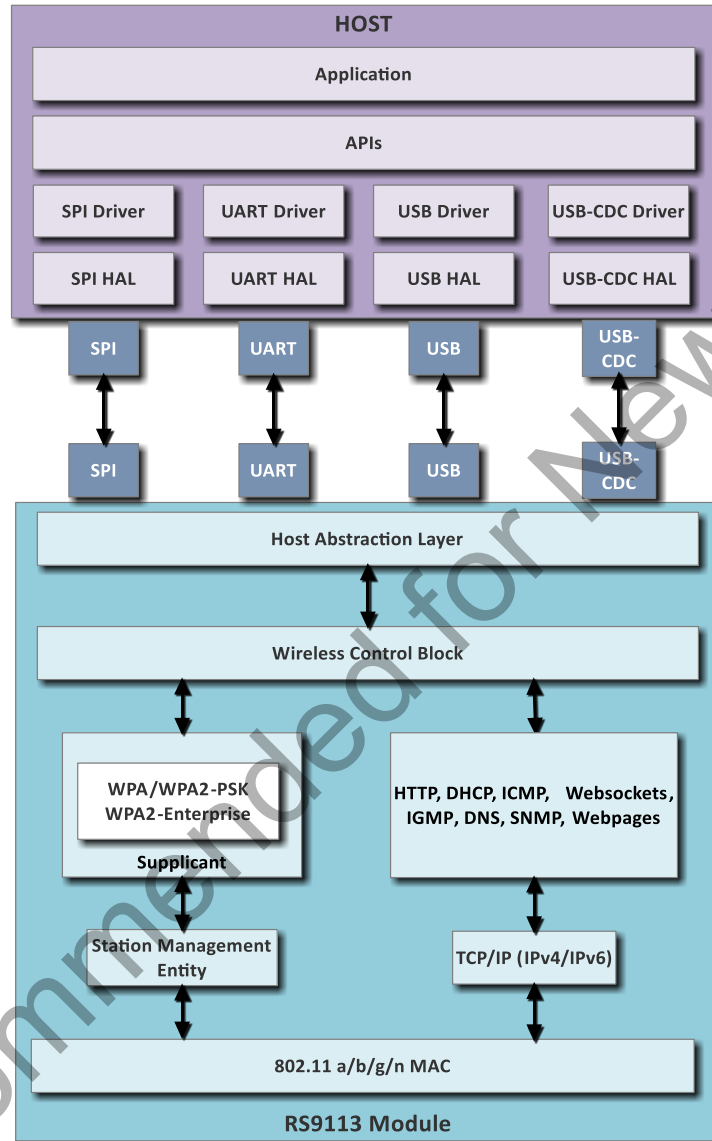 HOST
Application
APIs
SPI Driver
UART Driver
USB Driver
USB-CDC Driver
SPI HAL
UART HAL
USB HAL
USB-CDC HAL
SPI
UART
USB
USB-
CDC
SPI
UART
USB
USB-
CDC
Host Abstraction Layer
Wireless Control Block
WPA/WPA2-PSK
WPA2-Enterprise
Supplicant
HTTP, DHCP, ICMP, Websockets,
IGMP, DNS, SNMP, Webpages
Station Management
Entity
TCP/IP (IPv4/IPv6)
802.11 a/b/g/n MAC
RS9113 Module
ommended for New